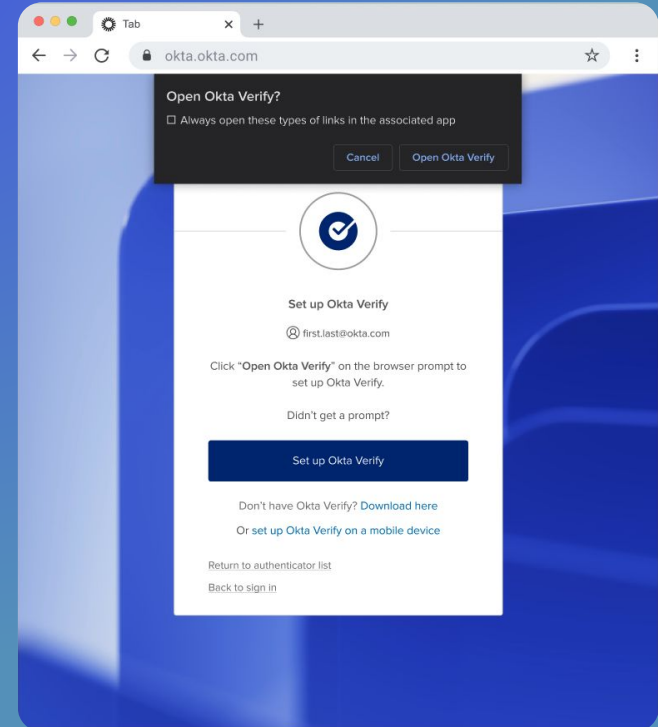 Tab
okta.okta.com
Open Okta Verify?
Always open these types of links in the associated app
Cancel Open Okta Verify
Set up Okta Verify
first.last@okta.com
Click “Open Okta Verify” on the browser prompt to
set up Okta Verify.
Didn't get a prompt?
Set up Okta Verify
Don't have Okta Verify? Download here
Or set up Okta Verify on a mobile device
Return to authenticator list
Back to sign in